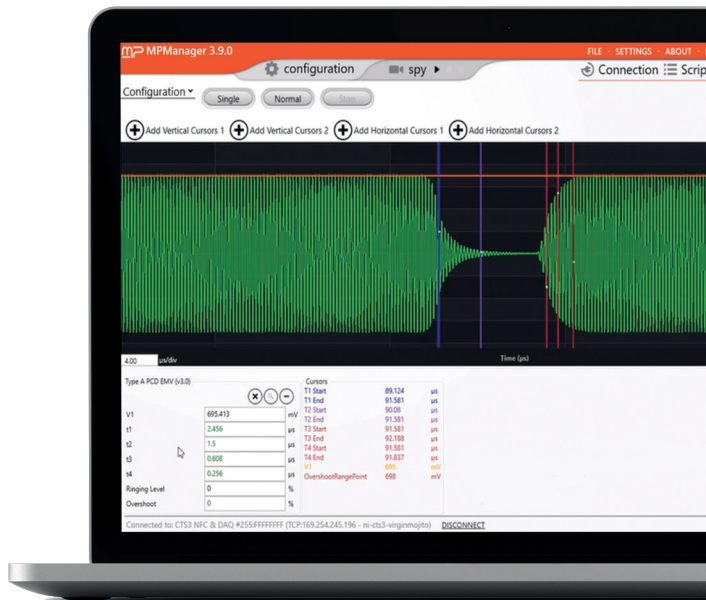 MP MPManager 3.9.0
FILE · SETTINGS · ABOUT ·
configuration
spy
Connection
Scrip
Configuration
Single
Normal
Stop
Add Vertical Cursors 1
Add Vertical Cursors 2
Add Horizontal Cursors 1
Add Horizontal Cursors 2
4.00 µs/div
Time (µs)
Type A PCD EMV (v3.0)
V1 695.413 mV
t1 2.456 µs
t2 1.5 µs
t3 0.608 µs
t4 0.256 µs
Ringing Level 0 %
Overshoot 0 %
Cursors
T1 Start 89.124 µs
T1 End 91.581 µs
T2 Start 90.08 µs
T2 End 91.581 µs
T3 Start 91.581 µs
T3 End 92.188 µs
T4 Start 91.581 µs
T4 End 91.837 µs
V1 695 mV
OvershootRangePoint 698 mV
Connected to: CTS3 NFC & DAQ #255:FFFFFFFF (TCP:169.254.245.196 - ni-cts3-virginmojito) DISCONNECT